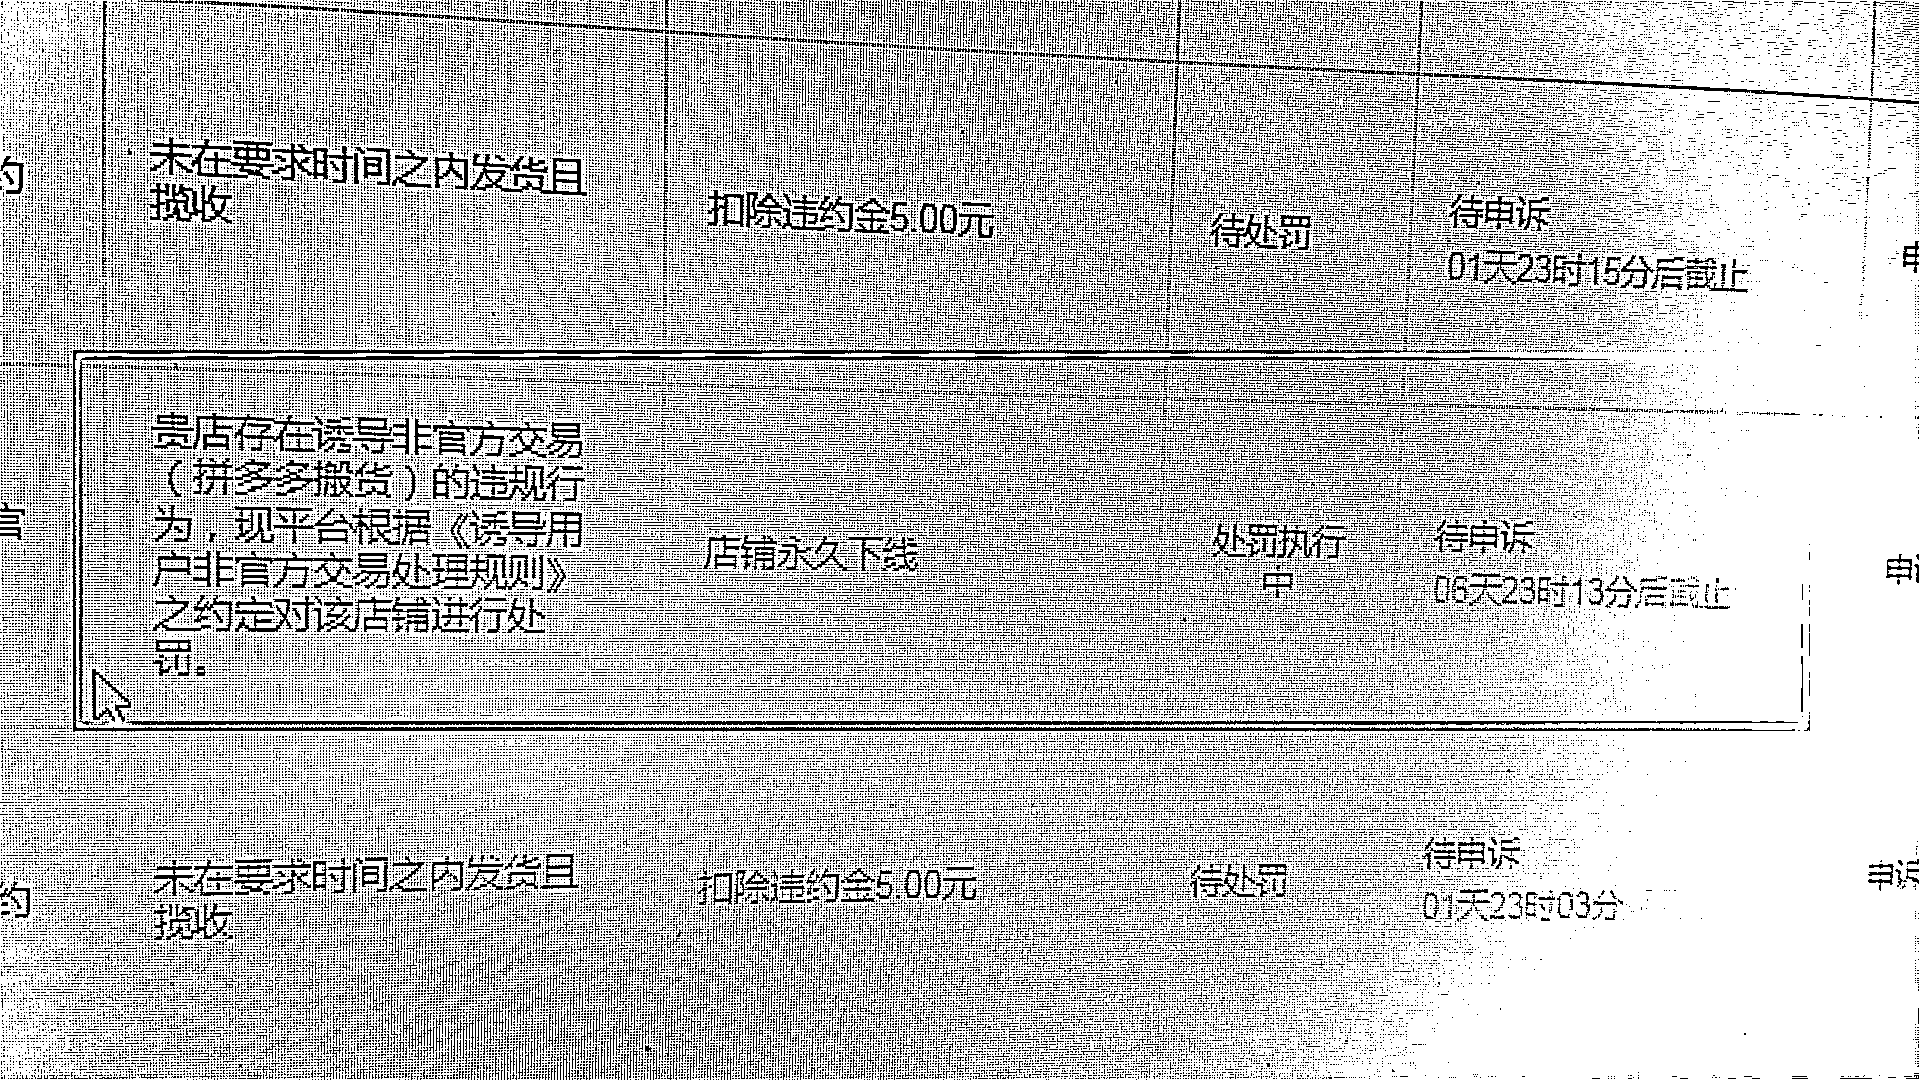 约
未在要求时间之内发货且
揽收
扣除违约金5.00元
待处罚
待申诉
01天23时15分后截止
申
官
贵店存在诱导非官方交易
（拼多多搬货）的违规行
为，现平台根据《诱导用
户非官方交易处理规则》
之约定对该店铺进行处
罚。
店铺永久下线
处罚执行
中
待申诉
06天23时13分后截止
申
约
未在要求时间之内发货且
揽收
扣除违约金5.00元
待处罚
待申诉
01天23时03分
申诉